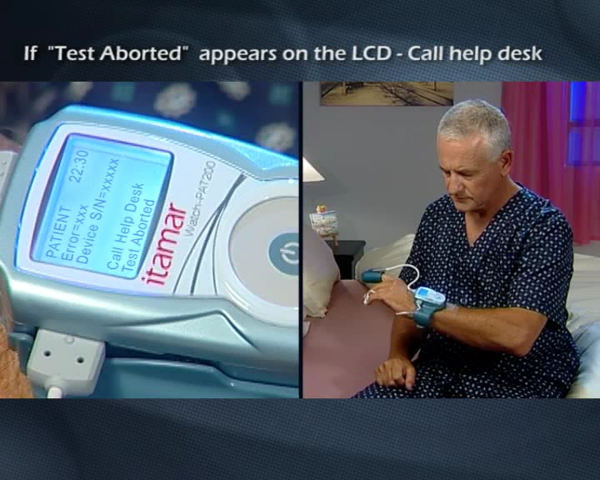 If "Test Aborted" appears on the LCD - Call help desk
PATIENT 22:30
Error=xxx
Device S/N=xxxxx
Call Help Desk
Test Aborted
itamar
Watch-PAT200